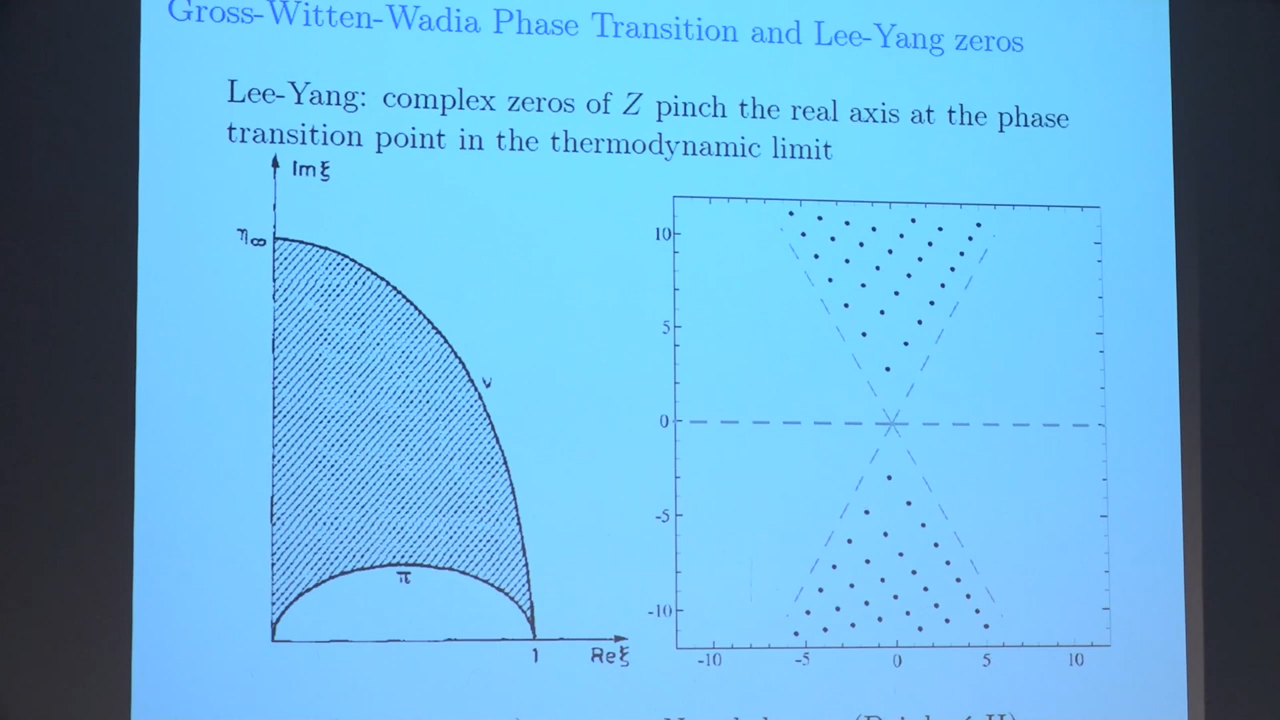 Gross-Witten-Wadia Phase Transition and Lee-Yang zeros
Lee-Yang: complex zeros of Z pinch the real axis at the phase
transition point in the thermodynamic limit
Im ξ
η∞
ν
π
1
Re ξ
10
5
0
-5
-10
-10
-5
0
5
10